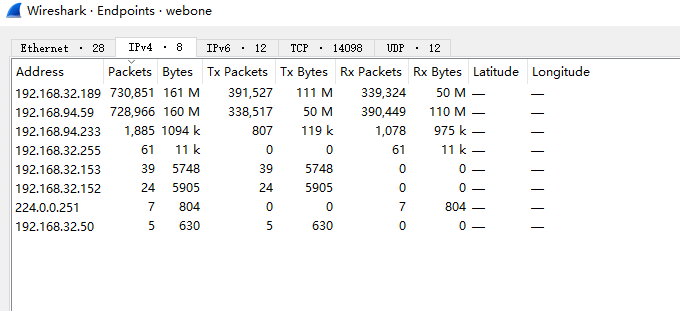 Wireshark · Endpoints · webone
Ethernet · 28 IPv4 · 8 IPv6 · 12 TCP · 14098 UDP · 12
Address Packets Bytes Tx Packets Tx Bytes Rx Packets Rx Bytes Latitude Longitude
192.168.32.189 730,851 161 M 391,527 111 M 339,324 50 M — —
192.168.94.59 728,966 160 M 338,517 50 M 390,449 110 M — —
192.168.94.233 1,885 1094 k 807 119 k 1,078 975 k — —
192.168.32.255 61 11 k 0 0 61 11 k — —
192.168.32.153 39 5748 39 5748 0 0 — —
192.168.32.152 24 5905 24 5905 0 0 — —
224.0.0.251 7 804 0 0 7 804 — —
192.168.32.50 5 630 5 630 0 0 — —